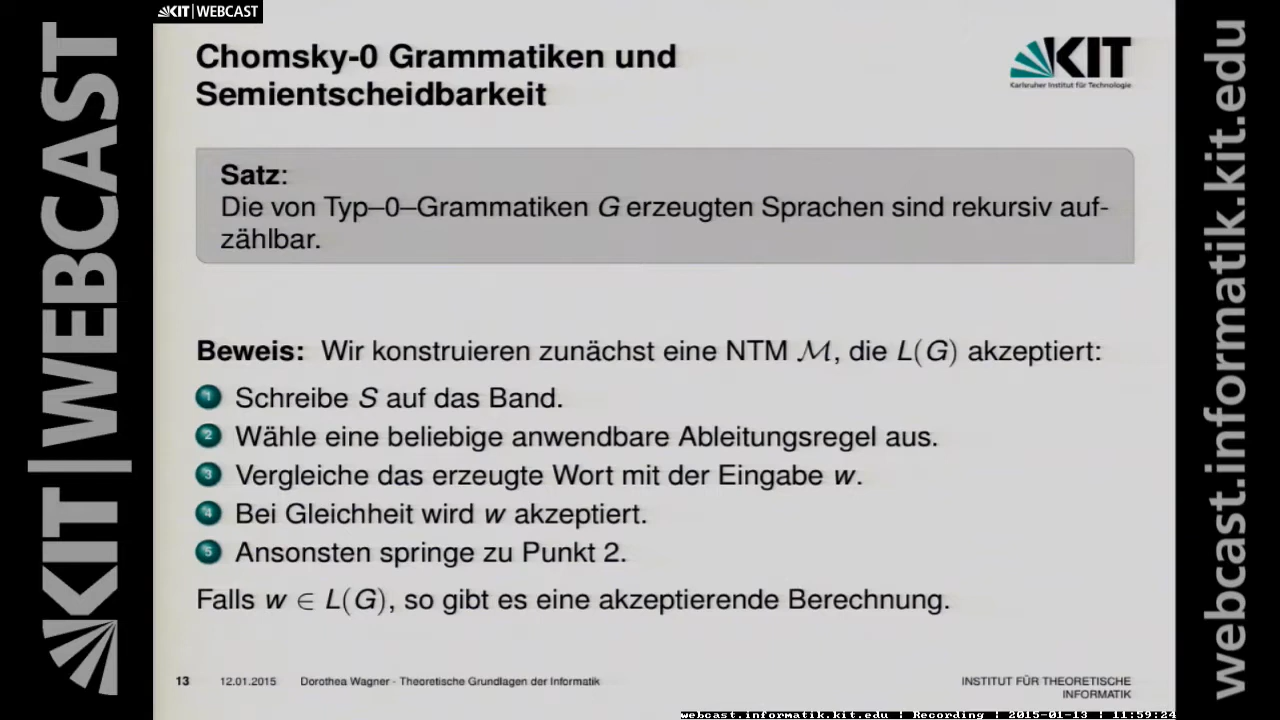 KIT | WEBCAST
KIT | WEBCAST
webcast.informatik.kit.edu
Chomsky-0 Grammatiken und
Semientscheidbarkeit
KIT
Karlsruher Institut für Technologie
Satz:
Die von Typ–0–Grammatiken G erzeugten Sprachen sind rekursiv auf-
zählbar.
Beweis: Wir konstruieren zunächst eine NTM ℳ, die L(G) akzeptiert:
1 Schreibe S auf das Band.
2 Wähle eine beliebige anwendbare Ableitungsregel aus.
3 Vergleiche das erzeugte Wort mit der Eingabe w.
4 Bei Gleichheit wird w akzeptiert.
5 Ansonsten springe zu Punkt 2.
Falls w ∈ L(G), so gibt es eine akzeptierende Berechnung.
13 12.01.2015 Dorothea Wagner - Theoretische Grundlagen der Informatik
INSTITUT FÜR THEORETISCHE
INFORMATIK
webcast.informatik.kit.edu | Recording | 2015-01-13 | 11:59:24